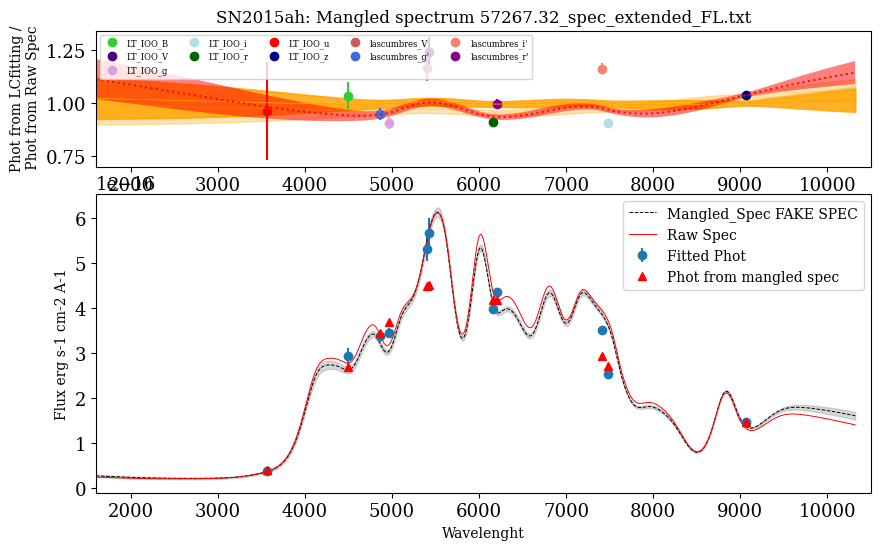 SN2015ah: Mangled spectrum 57267.32_spec_extended_FL.txt
Phot from LCfitting /
Phot from Raw Spec
1.25
1.00
0.75
LT_IOO_B
LT_IOO_V
LT_IOO_g
LT_IOO_i
LT_IOO_r
LT_IOO_u
LT_IOO_z
lascumbres_V
lascumbres_g'
lascumbres_i'
lascumbres_r'
2000 3000 4000 5000 6000 7000 8000 9000 10000
1e−16
Flux erg s-1 cm-2 A-1
6
5
4
3
2
1
0
Mangled_Spec FAKE SPEC
Raw Spec
Fitted Phot
Phot from mangled spec
2000 3000 4000 5000 6000 7000 8000 9000 10000
Wavelenght